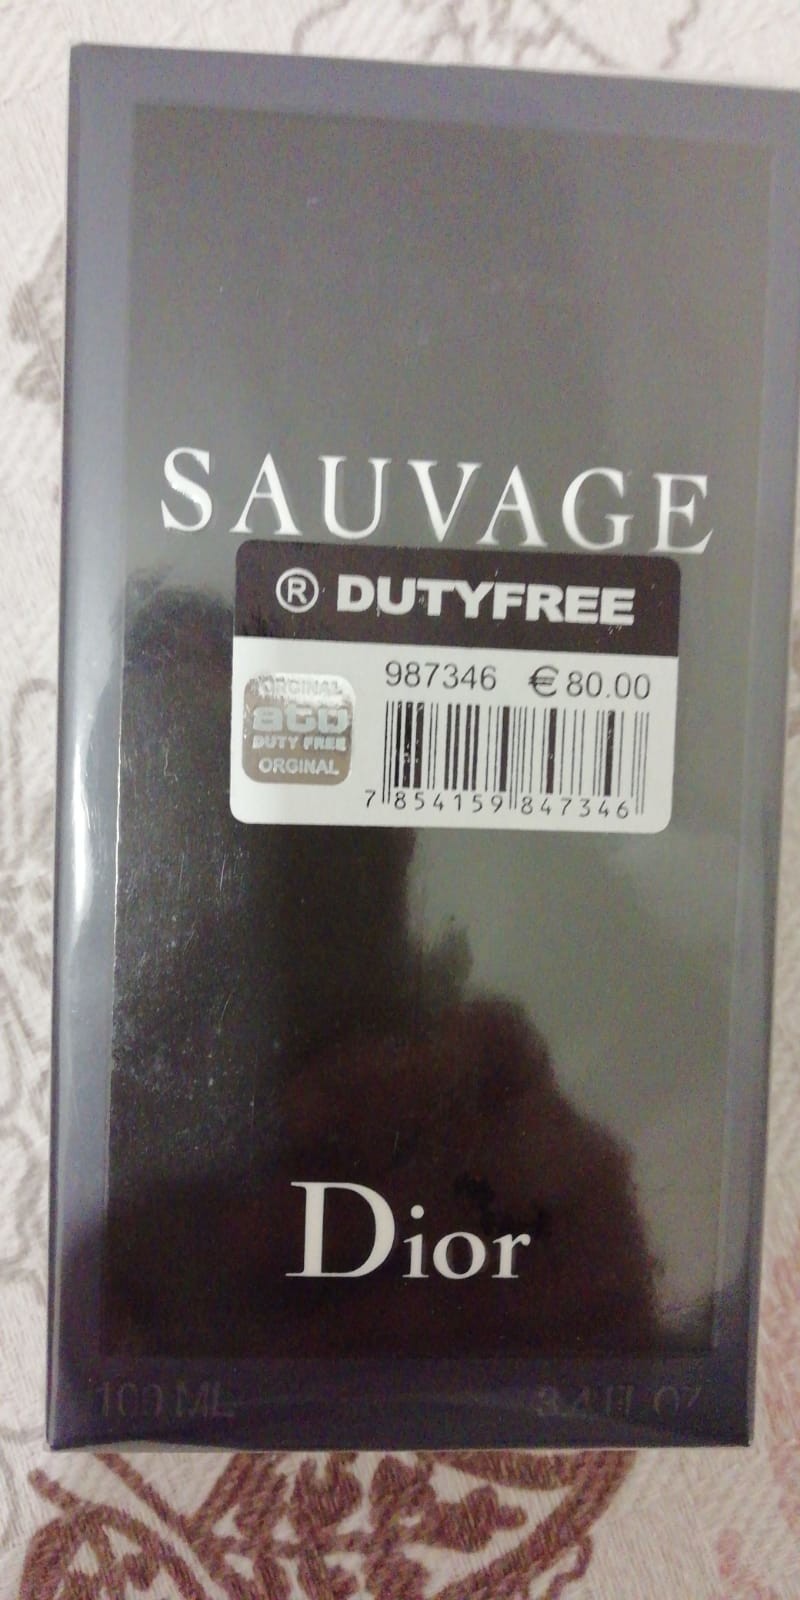 SAUVAGE
® DUTYFREE
987346 €80.00
ORGINAL
atu
DUTY FREE
ORGINAL
7 854159 847346
Dior
100 ML 3.4 FL OZ